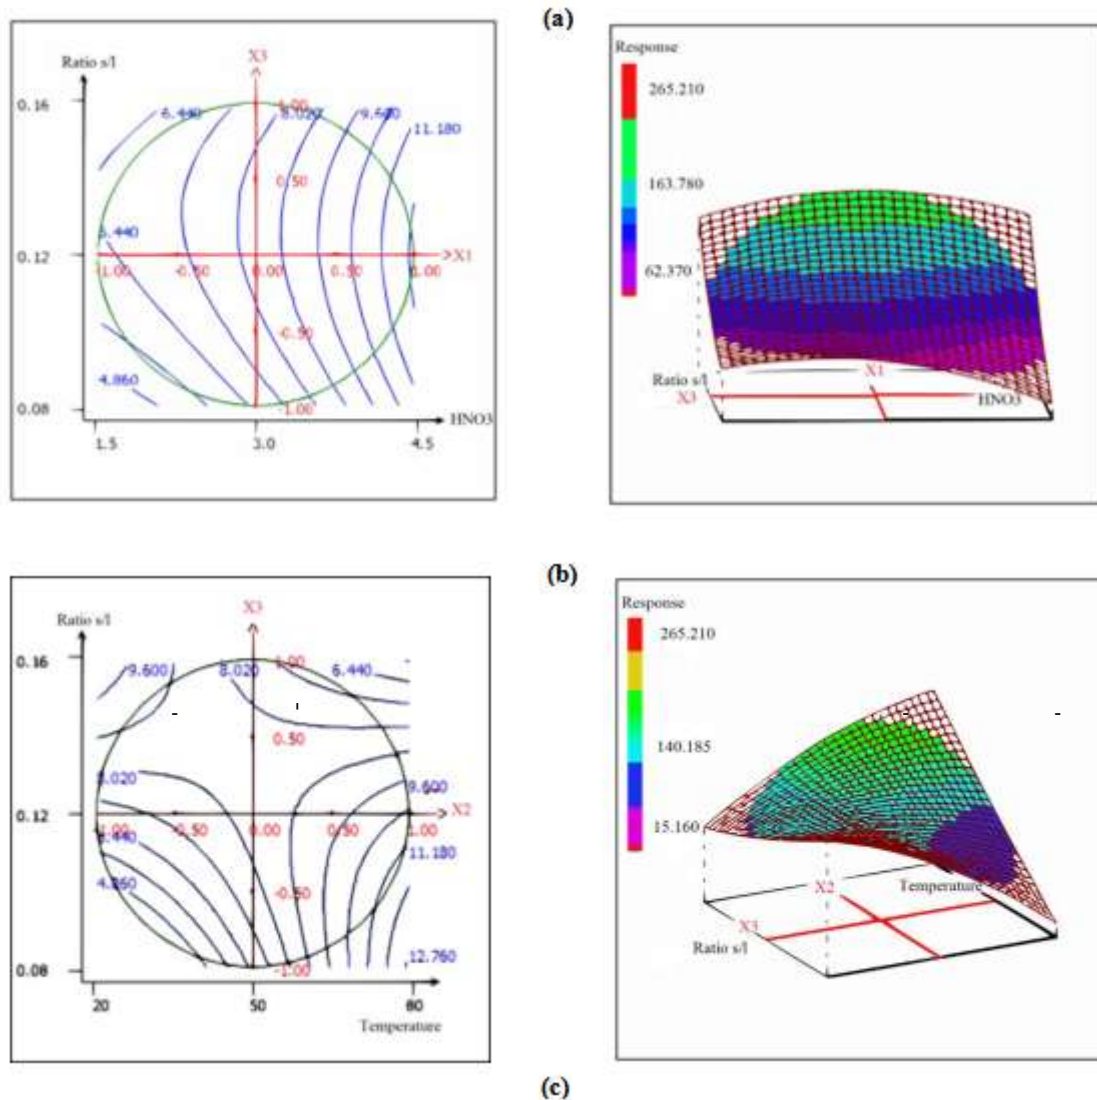 (a)
X3
Ratio s/l
0.16
1.00
6.440
8.020
9.600
11.180
0.50
5.440
0.12
-1.00
-0.50
0.00
0.50
1.00
X1
-0.50
4.860
0.08
-1.00
HNO3
1.5
3.0
4.5
Response
265.210
163.780
62.370
Ratio s/l
X1
X3
HNO3
(b)
X3
Ratio s/l
0.16
1.00
9.600
8.020
6.440
0.50
8.020
9.600
0.12
-1.00
-0.50
0.00
0.50
1.00
X2
6.440
11.180
4.860
-0.50
12.760
0.08
-1.00
20
50
80
Temperature
Response
265.210
140.185
15.160
X2
Temperature
X3
Ratio s/l
(c)